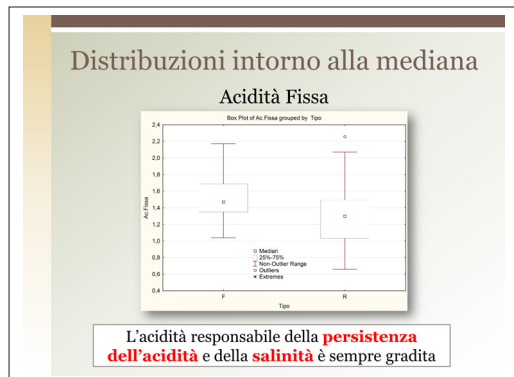 Distribuzioni intorno alla mediana
Acidità Fissa
Box Plot of Ac.Fissa grouped by Tipo
2,4
2,2
2,0
1,8
1,6
1,4
1,2
1,0
0,8
0,6
0,4
Ac.Fissa
Median
25%-75%
Non-Outlier Range
Outliers
Extremes
F
R
Tipo
L'acidità responsabile della persistenza
dell'acidità e della salinità è sempre gradita